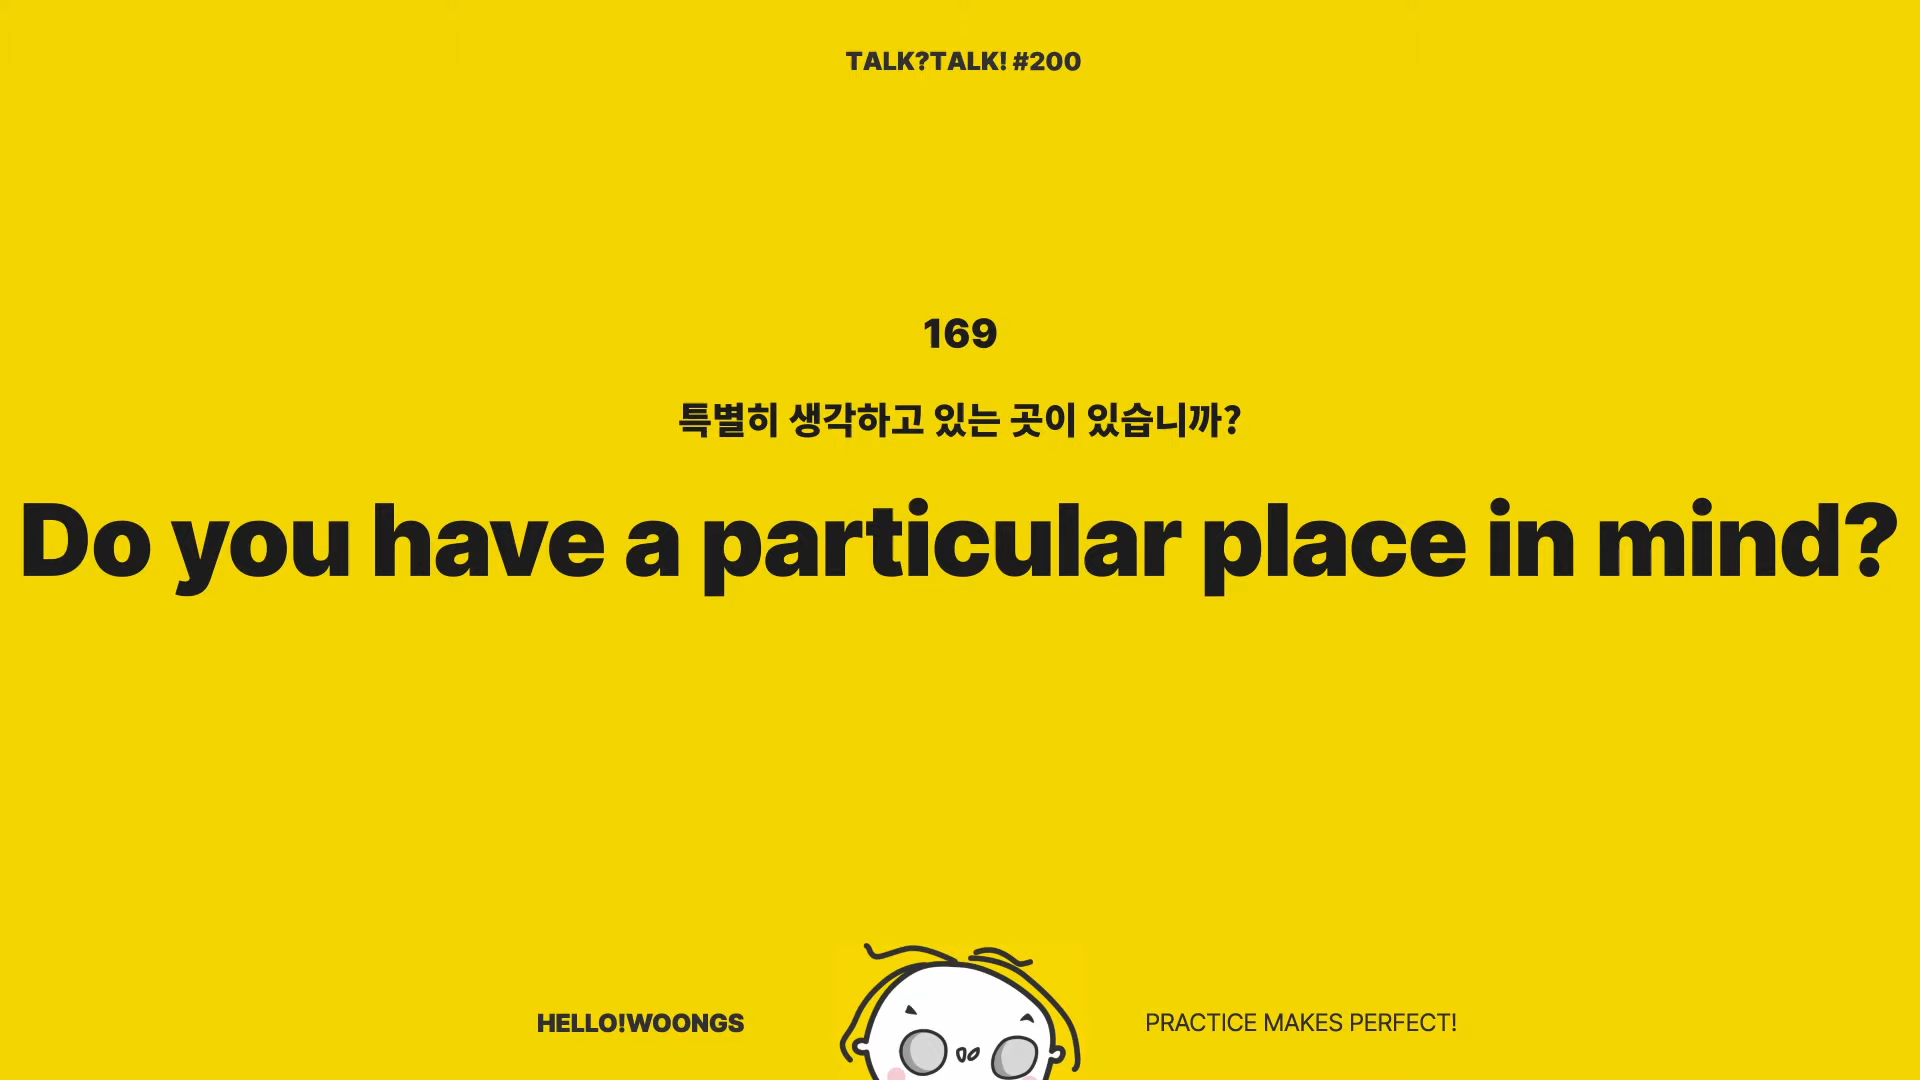 TALK?TALK! #200
169
특별히 생각하고 있는 곳이 있습니까?
Do you have a particular place in mind?
HELLO!WOONGS
PRACTICE MAKES PERFECT!